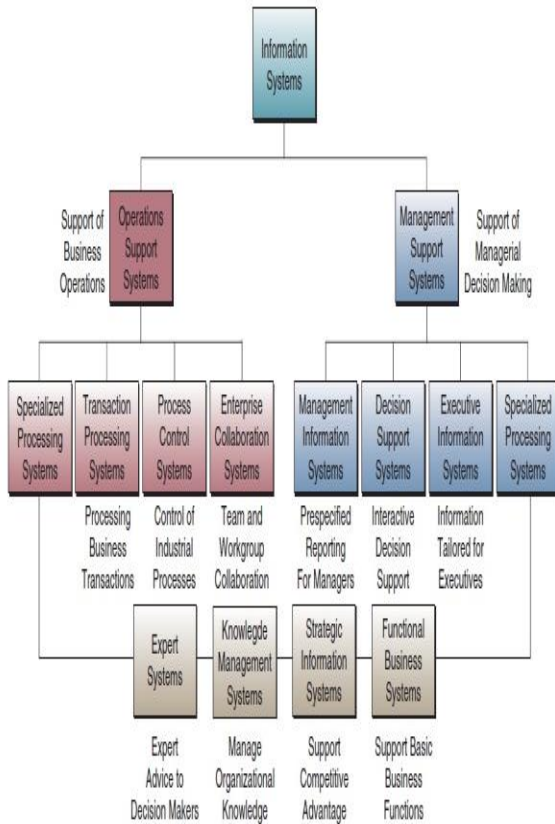 Information
Systems
Support of
Business
Operations
Operations
Support
Systems
Management
Support
Systems
Support of
Managerial
Decision Making
Specialized
Processing
Systems
Transaction
Processing
Systems
Process
Control
Systems
Enterprise
Collaboration
Systems
Management
Information
Systems
Decision
Support
Systems
Executive
Information
Systems
Specialized
Processing
Systems
Processing
Business
Transactions
Control of
Industrial
Processes
Team and
Workgroup
Collaboration
Prespecified
Reporting
For Managers
Interactive
Decision
Support
Information
Tailored for
Executives
Expert
Systems
Knowlegde
Management
Systems
Strategic
Information
Systems
Functional
Business
Systems
Expert
Advice to
Decision Makers
Manage
Organizational
Knowledge
Support
Competitive
Advantage
Support Basic
Business
Functions